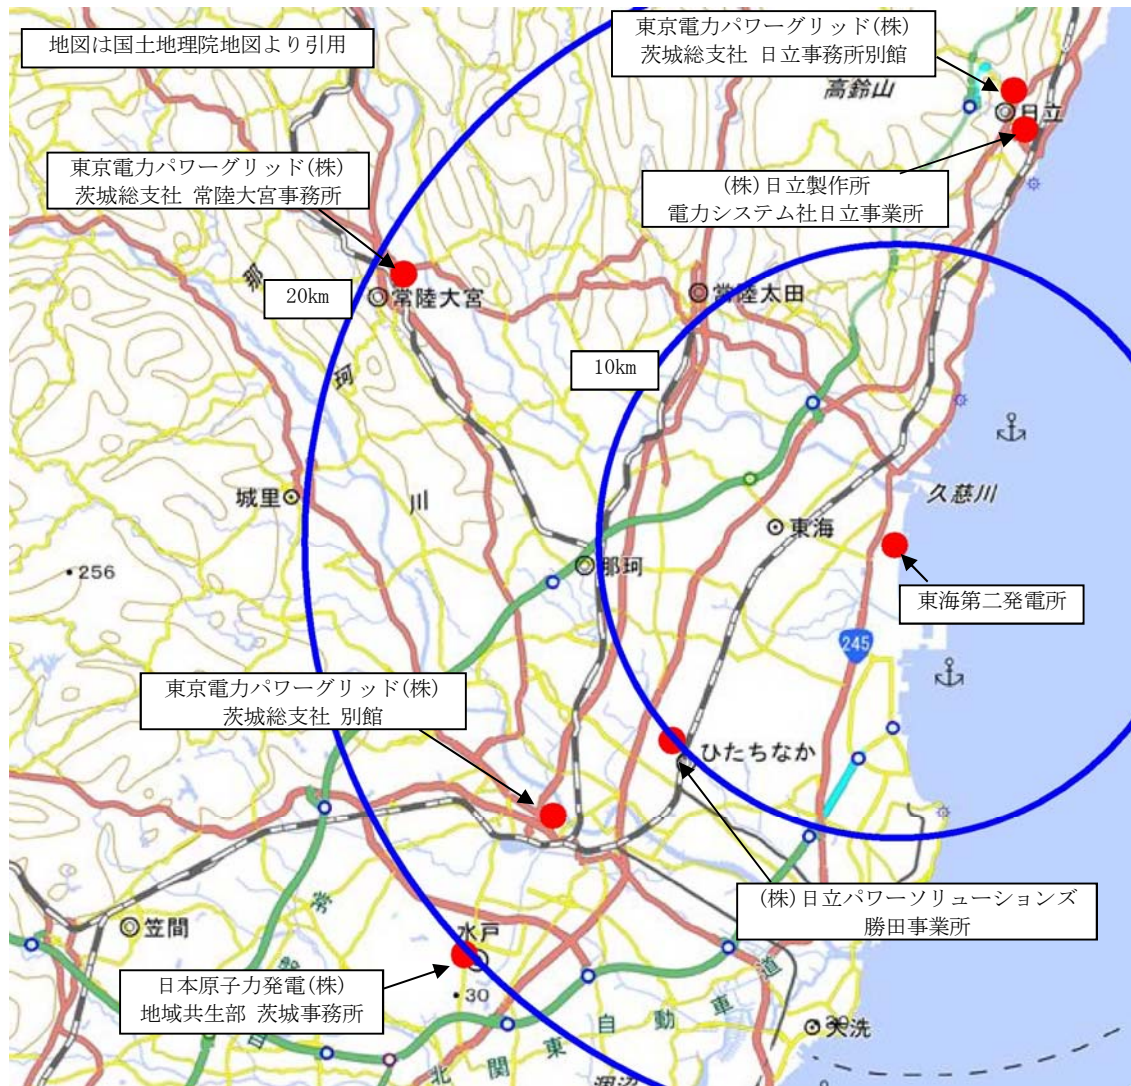 地図は国土地理院地図より引用
東京電力パワーグリッド(株)
茨城総支社 日立事務所別館
高鈴山
日立
東京電力パワーグリッド(株)
茨城総支社 常陸大宮事務所
(株)日立製作所
電力システム社日立事業所
那
20km
常陸大宮
常陸太田
10km
珂
城里
川
久慈川
東海
・256
那珂
東海第二発電所
245
東京電力パワーグリッド(株)
茨城総支社 別館
ひたちなか
(株)日立パワーソリューションズ
勝田事業所
常
笠間
水戸
道
日本原子力発電(株)
地域共生部 茨城事務所
・30
自動車
大洗
北関東
涸沼